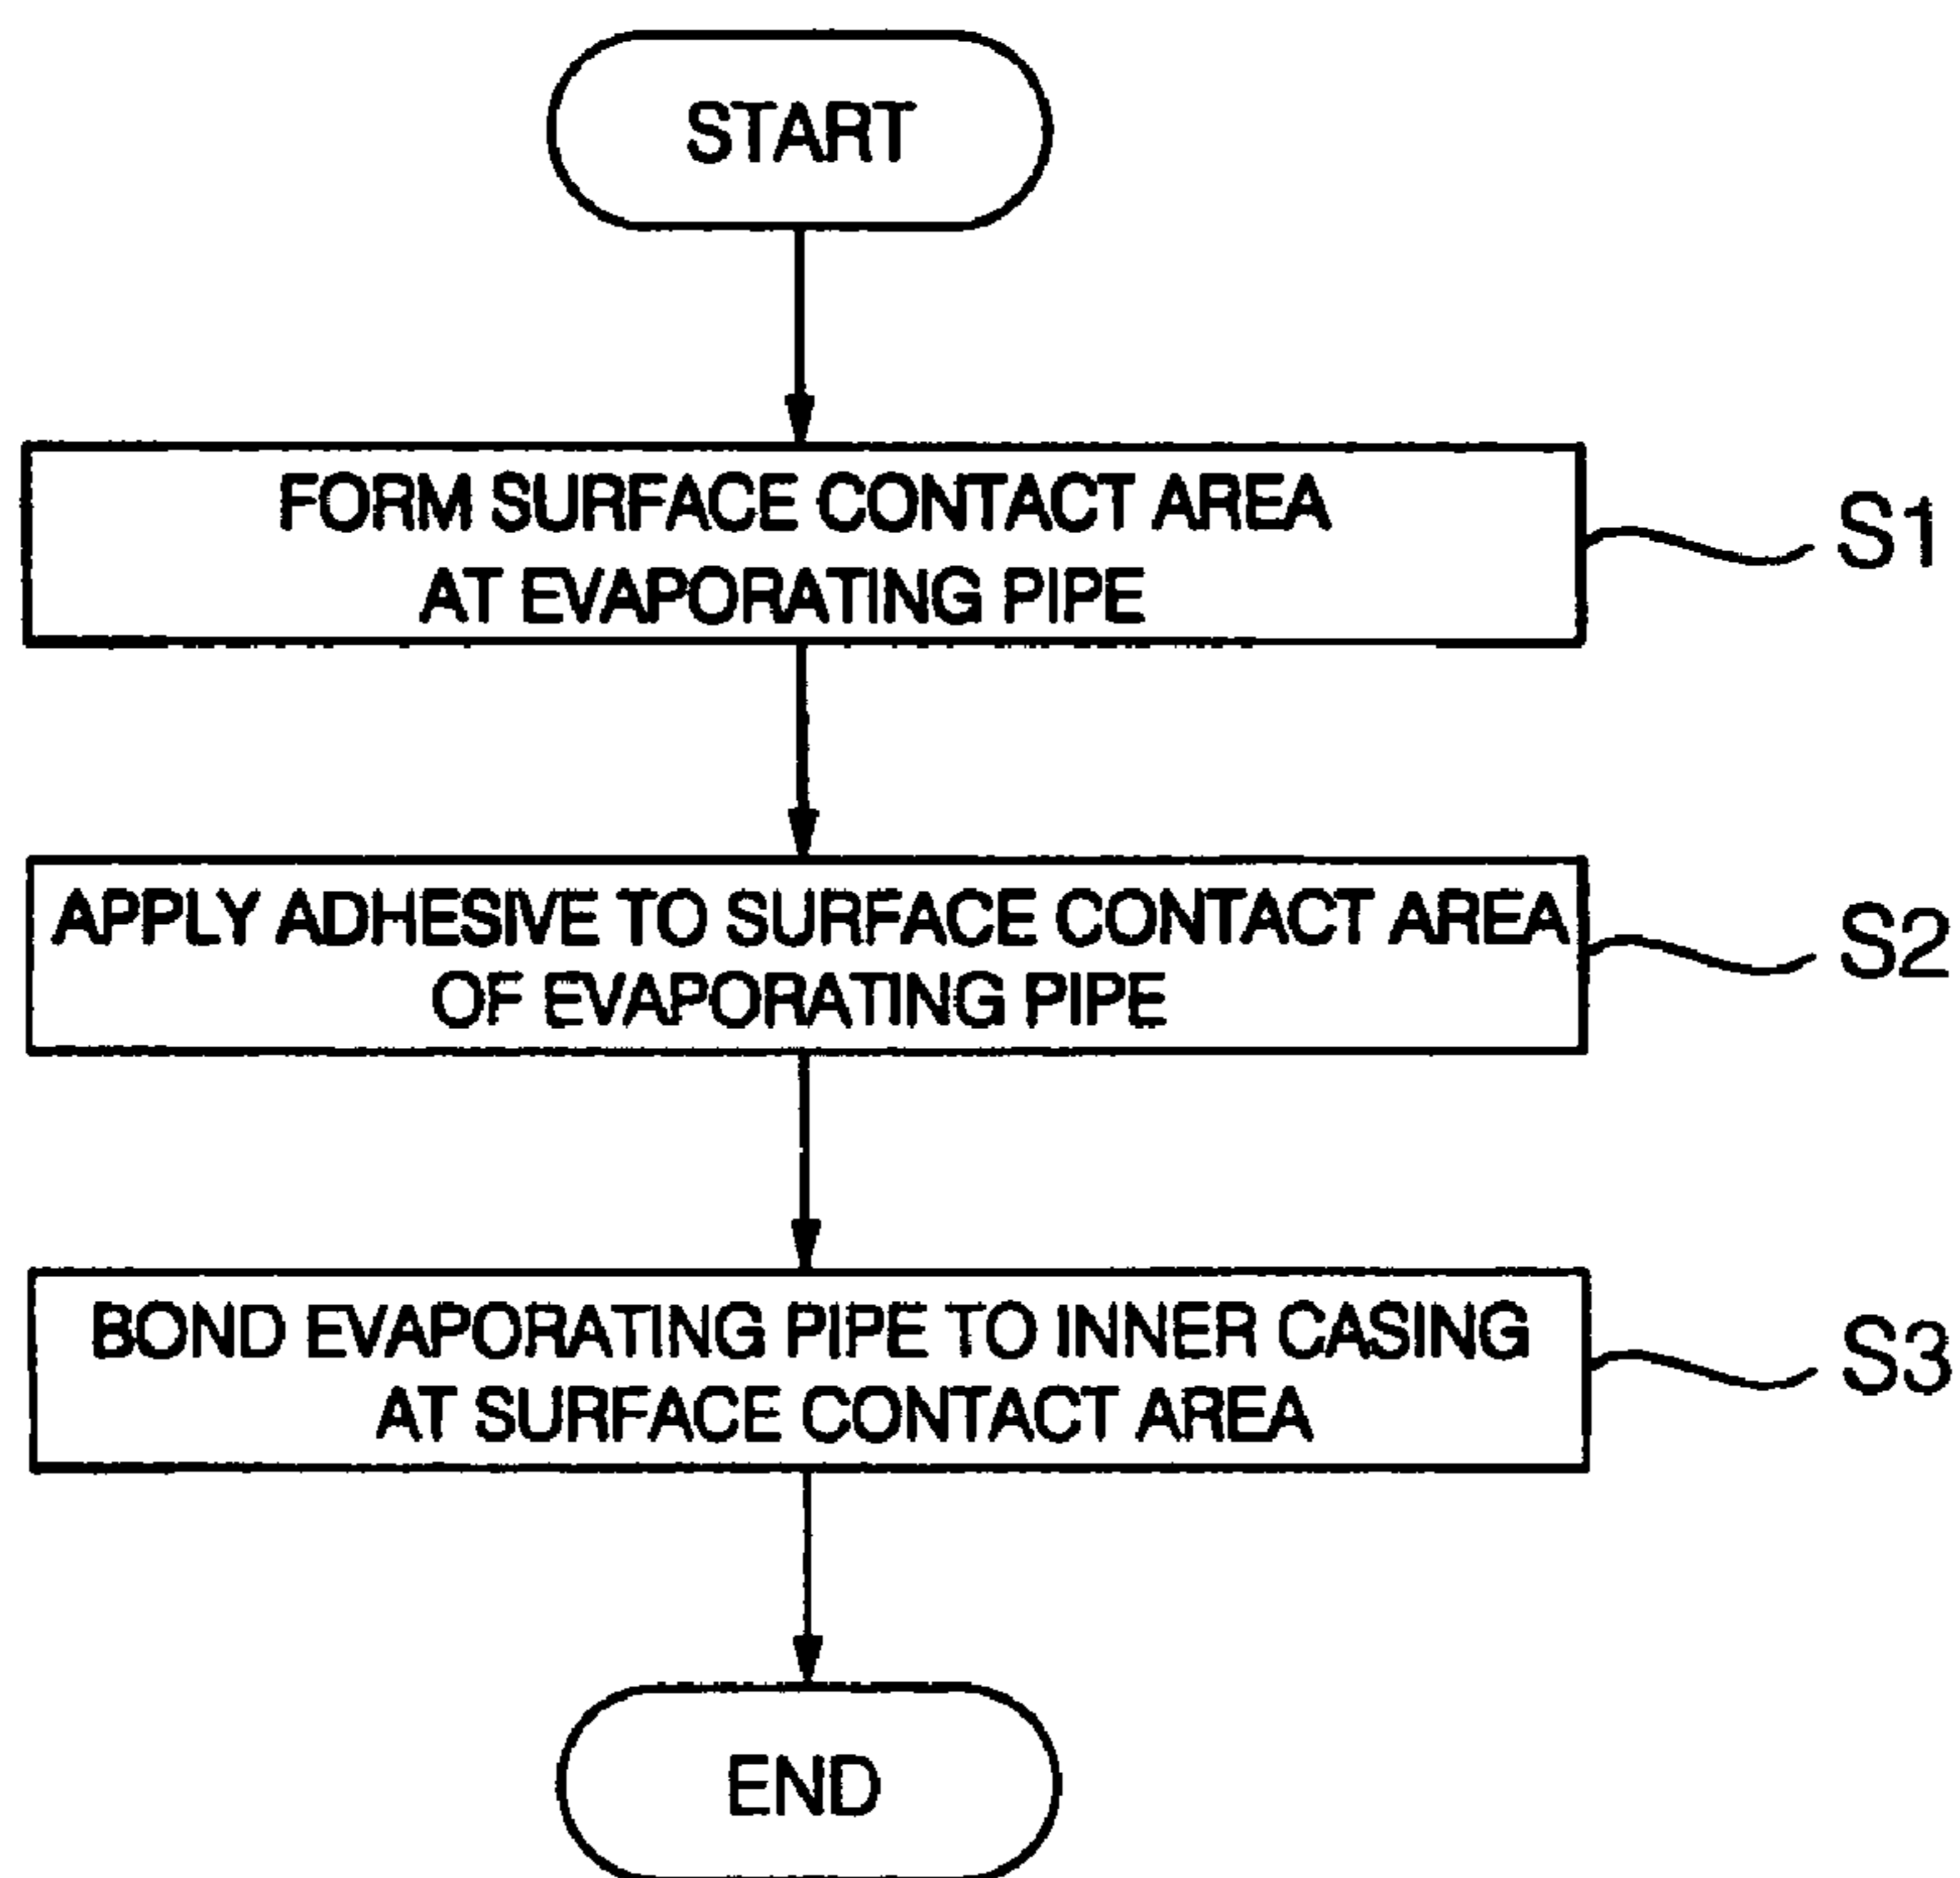 START
FORM SURFACE CONTACT AREA
AT EVAPORATING PIPE
S1
APPLY ADHESIVE TO SURFACE CONTACT AREA
OF EVAPORATING PIPE
S2
BOND EVAPORATING PIPE TO INNER CASING
AT SURFACE CONTACT AREA
S3
END